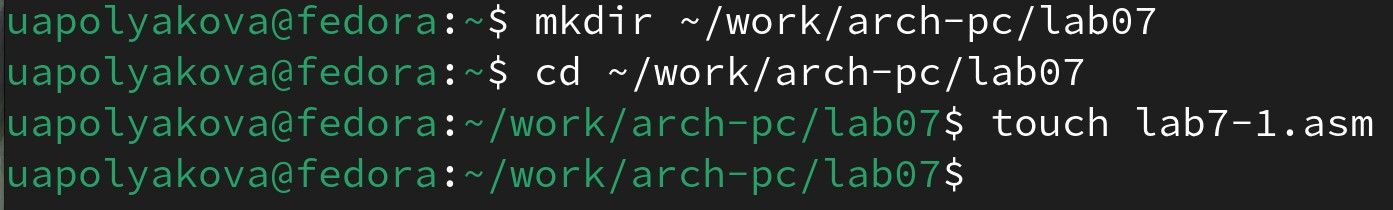 uapolyakova@fedora:~$ mkdir ~/work/arch-pc/lab07
uapolyakova@fedora:~$ cd ~/work/arch-pc/lab07
uapolyakova@fedora:~/work/arch-pc/lab07$ touch lab7-1.asm
uapolyakova@fedora:~/work/arch-pc/lab07$